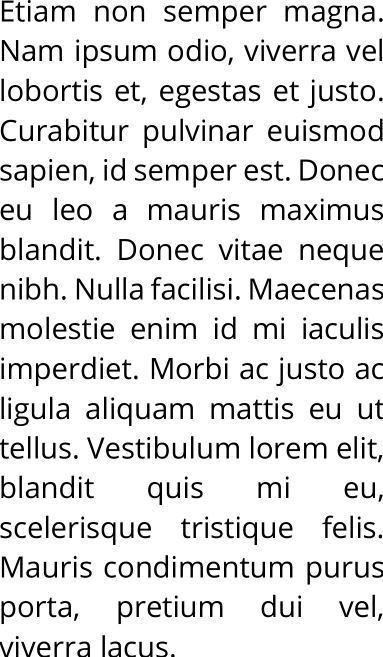 Etiam non semper magna.
Nam ipsum odio, viverra vel
lobortis et, egestas et justo.
Curabitur pulvinar euismod
sapien, id semper est. Donec
eu leo a mauris maximus
blandit. Donec vitae neque
nibh. Nulla facilisi. Maecenas
molestie enim id mi iaculis
imperdiet. Morbi ac justo ac
ligula aliquam mattis eu ut
tellus. Vestibulum lorem elit,
blandit quis mi eu,
scelerisque tristique felis.
Mauris condimentum purus
porta, pretium dui vel,
viverra lacus.